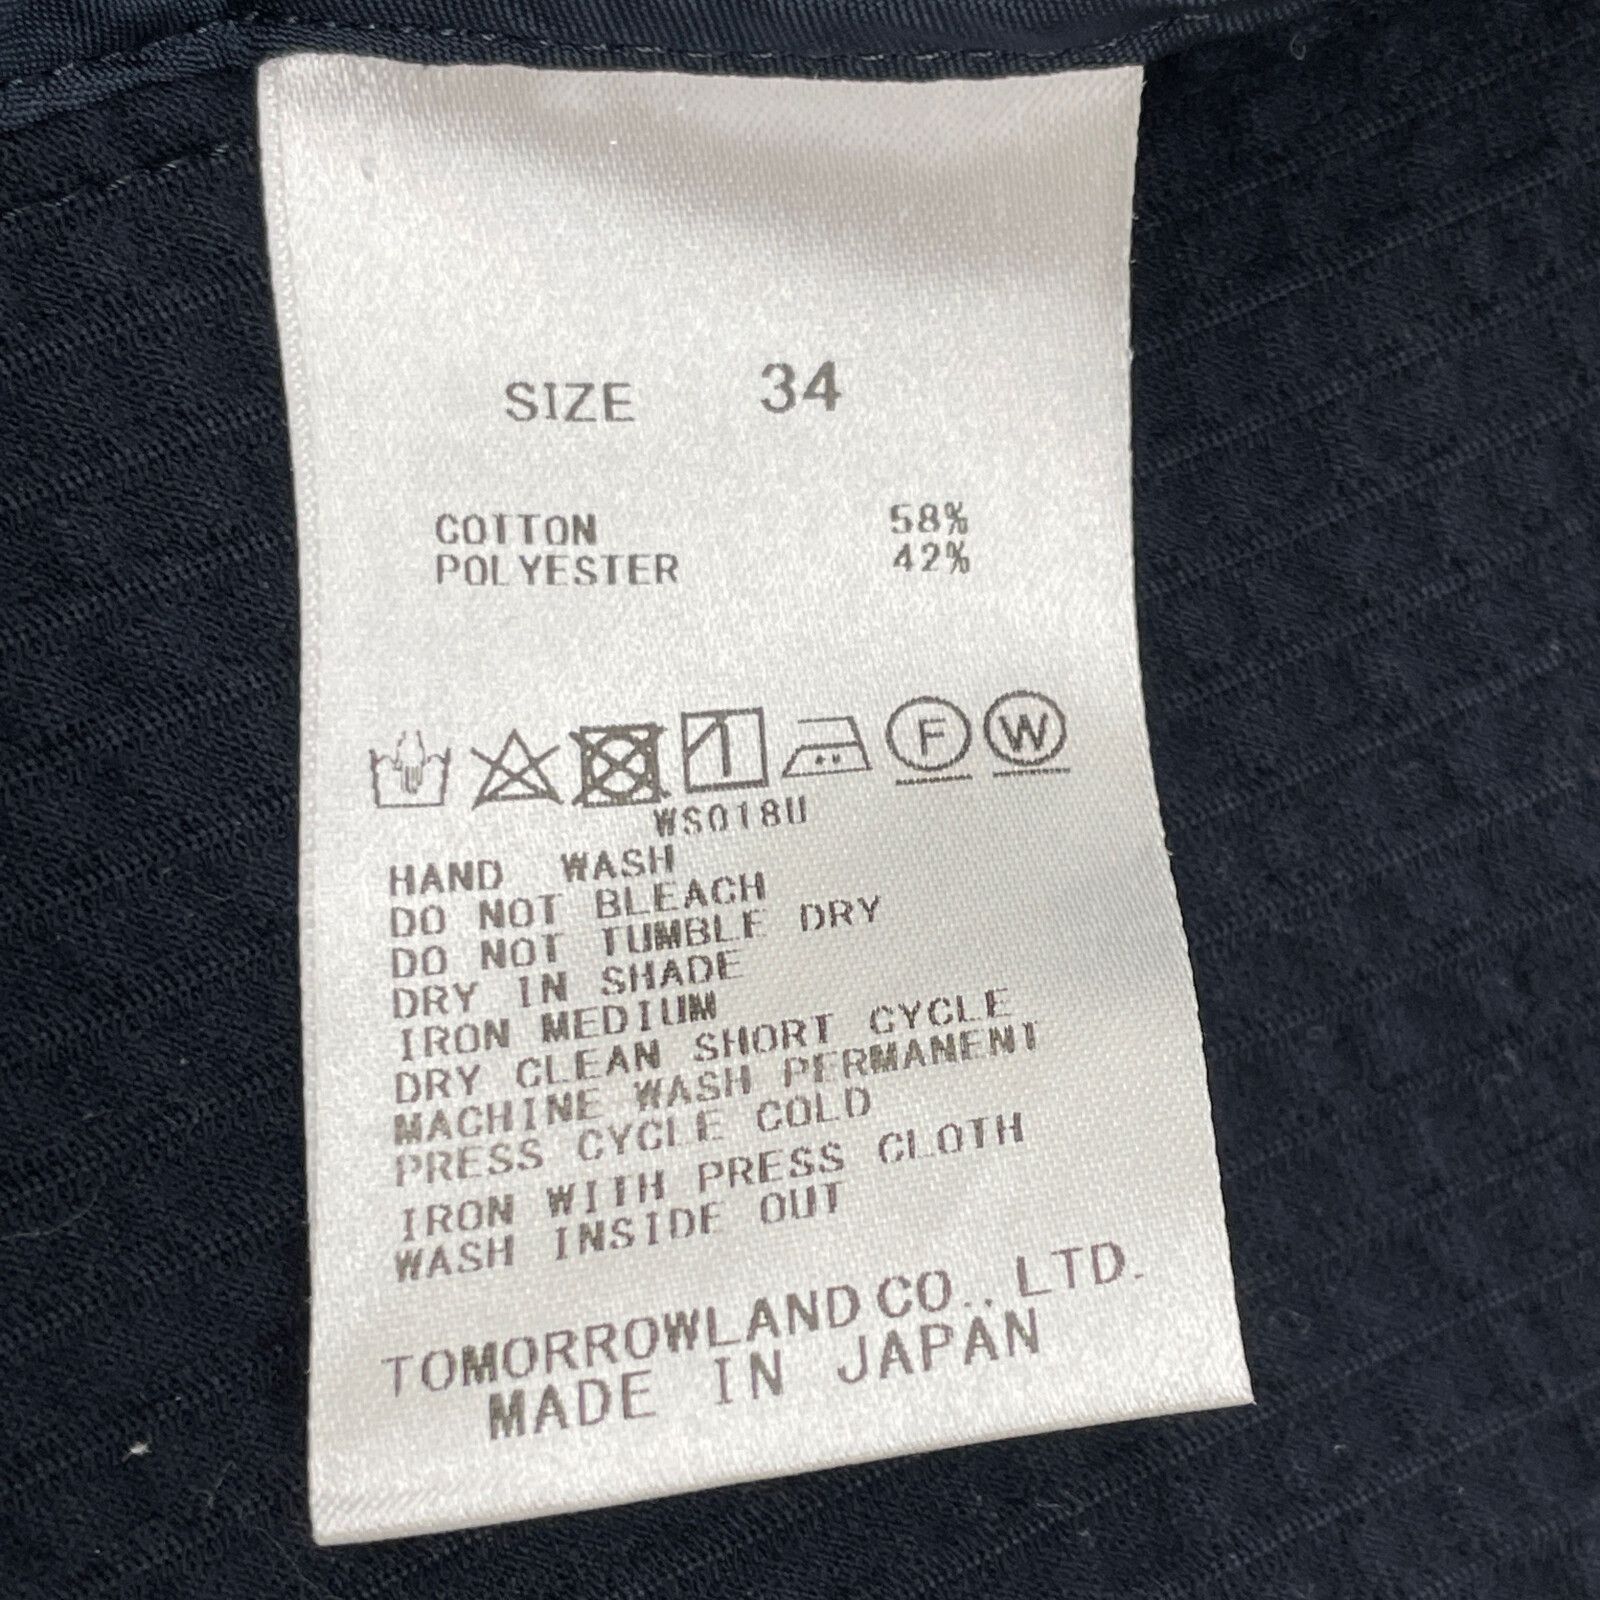 SIZE 34
COTTON 58%
POLYESTER 42%
F W
WS018U
HAND WASH
DO NOT BLEACH
DO NOT TUMBLE DRY
DRY IN SHADE
IRON MEDIUM
DRY CLEAN SHORT CYCLE
MACHINE WASH PERMANENT
PRESS CYCLE COLD
IRON WITH PRESS CLOTH
WASH INSIDE OUT
TOMORROWLAND CO., LTD.
MADE IN JAPAN